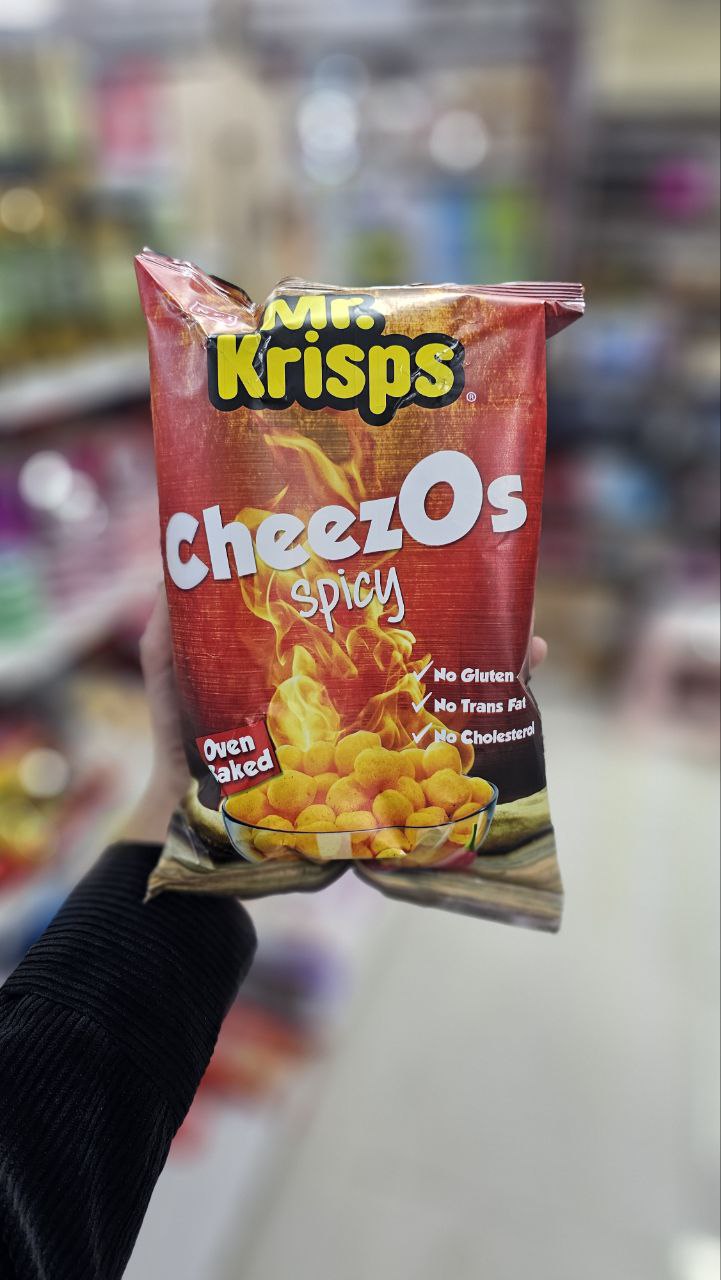 Mr.
Krisps
®
CheezOs
spicy
No Gluten
No Trans Fat
No Cholesterol
Oven
Baked